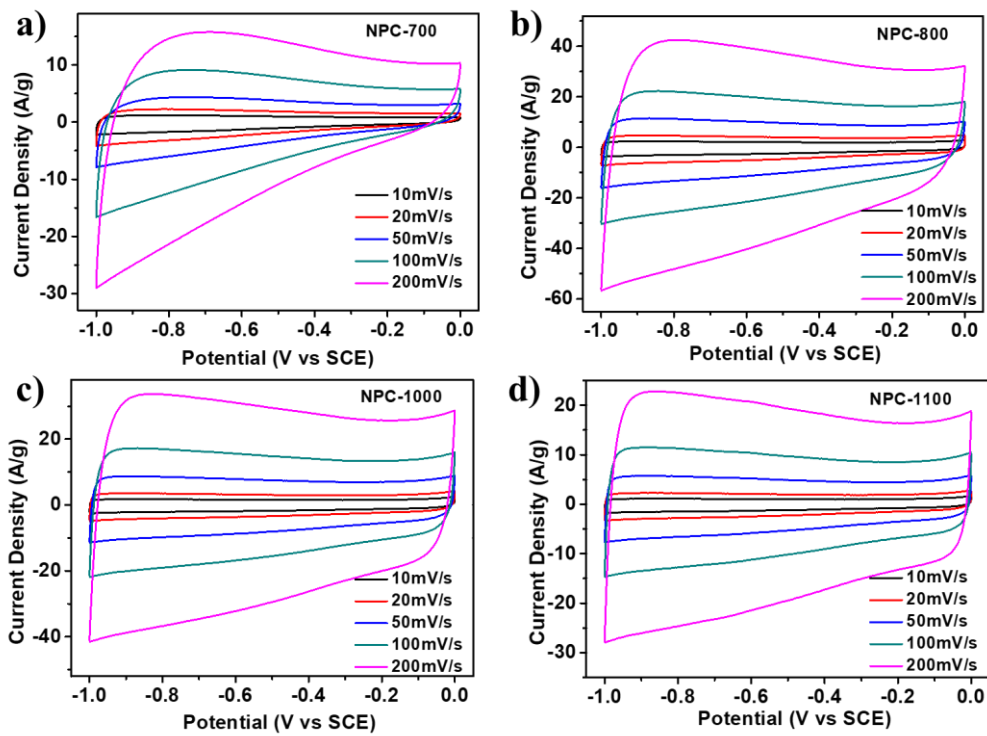 a)
NPC-700
Current Density (A/g)
10
0
-10
-20
-30
10mV/s
20mV/s
50mV/s
100mV/s
200mV/s
-1.0 -0.8 -0.6 -0.4 -0.2 0.0
Potential (V vs SCE)
b)
NPC-800
Current Density (A/g)
40
20
0
-20
-40
-60
10mV/s
20mV/s
50mV/s
100mV/s
200mV/s
-1.0 -0.8 -0.6 -0.4 -0.2 0.0
Potential (V vs SCE)
c)
NPC-1000
Current Density (A/g)
20
0
-20
-40
10mV/s
20mV/s
50mV/s
100mV/s
200mV/s
-1.0 -0.8 -0.6 -0.4 -0.2 0.0
Potential (V vs SCE)
d)
NPC-1100
Current Density (A/g)
20
10
0
-10
-20
-30
10mV/s
20mV/s
50mV/s
100mV/s
200mV/s
-1.0 -0.8 -0.6 -0.4 -0.2 0.0
Potential (V vs SCE)